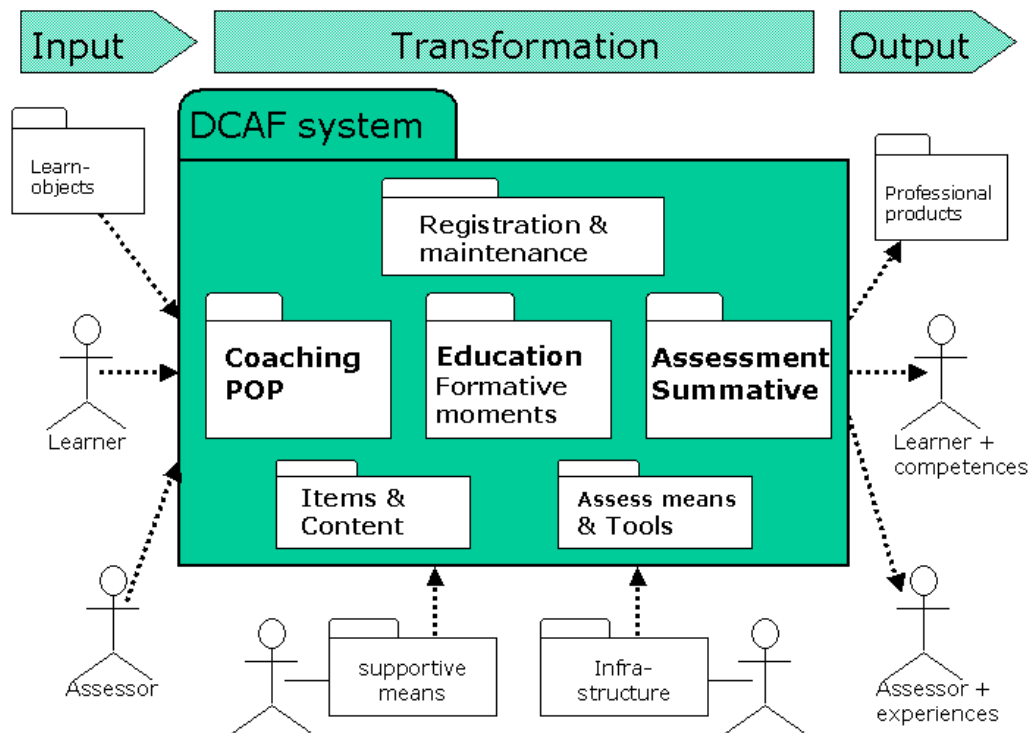 Input
Transformation
Output
DCAF system
Learn-
objects
Professional
products
Registration &
maintenance
Coaching
POP
Education
Formative
moments
Assessment
Summative
Learner
Learner +
competences
Items &
Content
Assess means
& Tools
Assessor
supportive
means
Infra-
structure
Assessor +
experiences